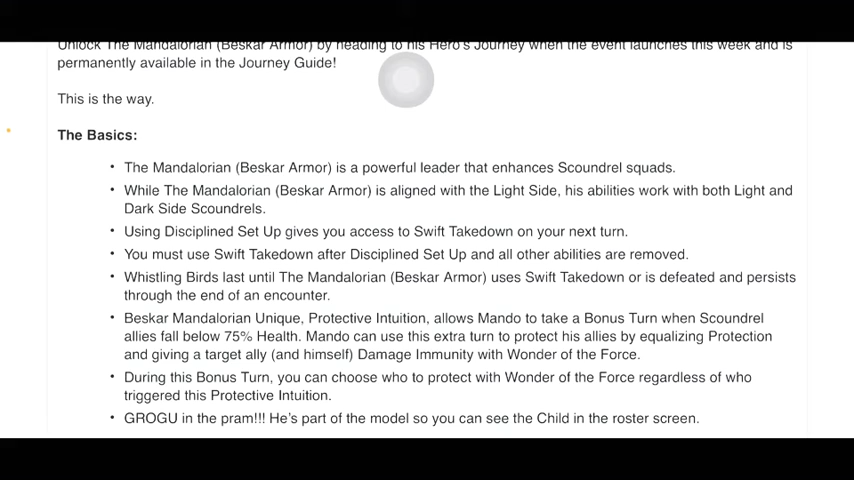 Unlock The Mandalorian (Beskar Armor) by heading to his Hero's Journey when the event launches this week and is
permanently available in the Journey Guide!
This is the way.
The Basics:
• The Mandalorian (Beskar Armor) is a powerful leader that enhances Scoundrel squads.
• While The Mandalorian (Beskar Armor) is aligned with the Light Side, his abilities work with both Light and
Dark Side Scoundrels.
• Using Disciplined Set Up gives you access to Swift Takedown on your next turn.
• You must use Swift Takedown after Disciplined Set Up and all other abilities are removed.
• Whistling Birds last until The Mandalorian (Beskar Armor) uses Swift Takedown or is defeated and persists
through the end of an encounter.
• Beskar Mandalorian Unique, Protective Intuition, allows Mando to take a Bonus Turn when Scoundrel
allies fall below 75% Health. Mando can use this extra turn to protect his allies by equalizing Protection
and giving a target ally (and himself) Damage Immunity with Wonder of the Force.
• During this Bonus Turn, you can choose who to protect with Wonder of the Force regardless of who
triggered this Protective Intuition.
• GROGU in the pram!!! He's part of the model so you can see the Child in the roster screen.